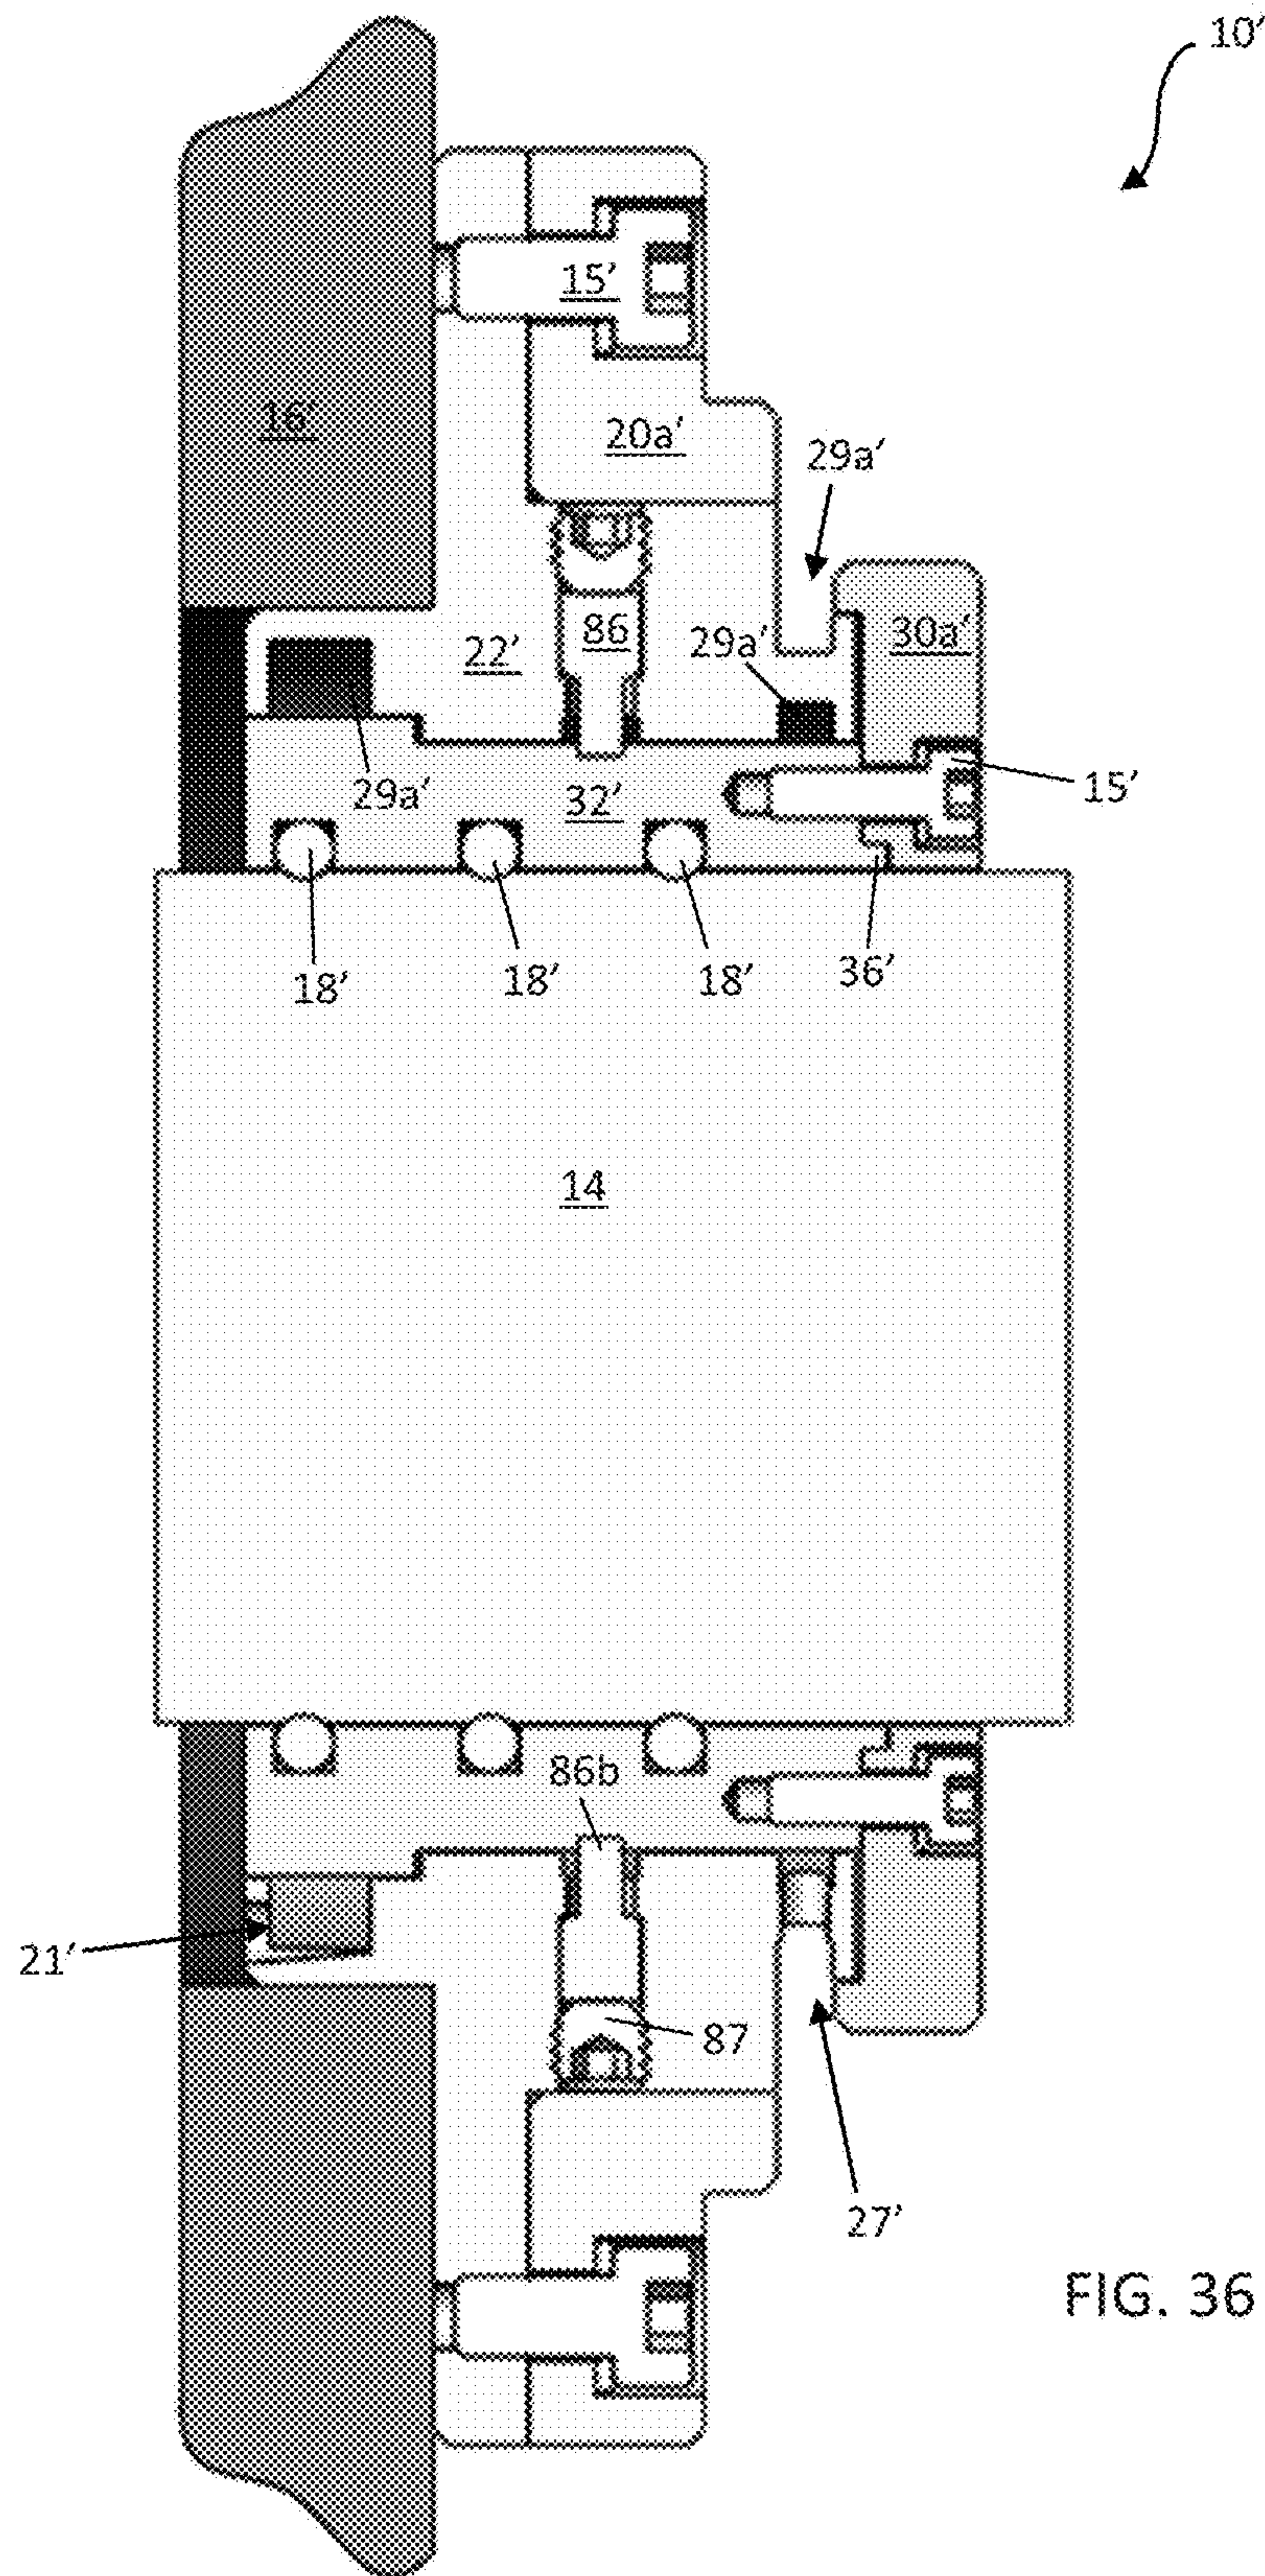 10′
15′
16′
20a′
29a′
86
29a′
30a′
22′
29a′
32′
15′
18′
18′
18′
36′
14
86b
21′
87
27′
FIG. 36